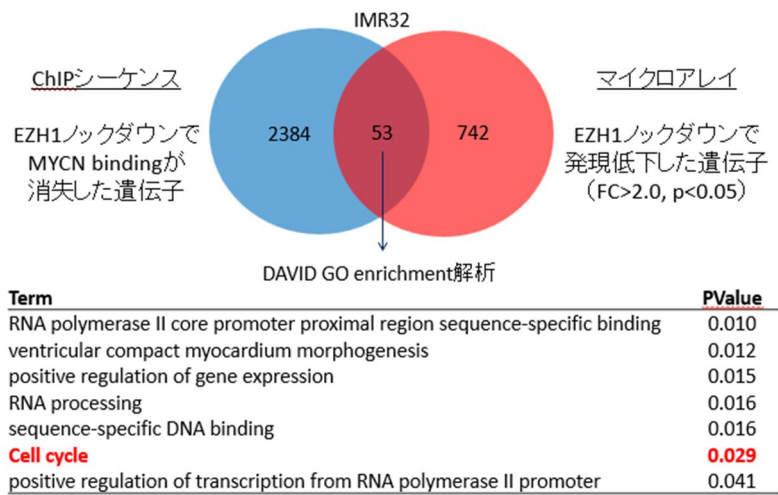 IMR32
ChIPシーケンス
EZH1ノックダウンで
MYCN bindingが
消失した遺伝子
2384
53
742
マイクロアレイ
EZH1ノックダウンで
発現低下した遺伝子
（FC>2.0, p<0.05）
DAVID GO enrichment解析
Term PValue
RNA polymerase II core promoter proximal region sequence-specific binding 0.010
ventricular compact myocardium morphogenesis 0.012
positive regulation of gene expression 0.015
RNA processing 0.016
sequence-specific DNA binding 0.016
Cell cycle 0.029
positive regulation of transcription from RNA polymerase II promoter 0.041